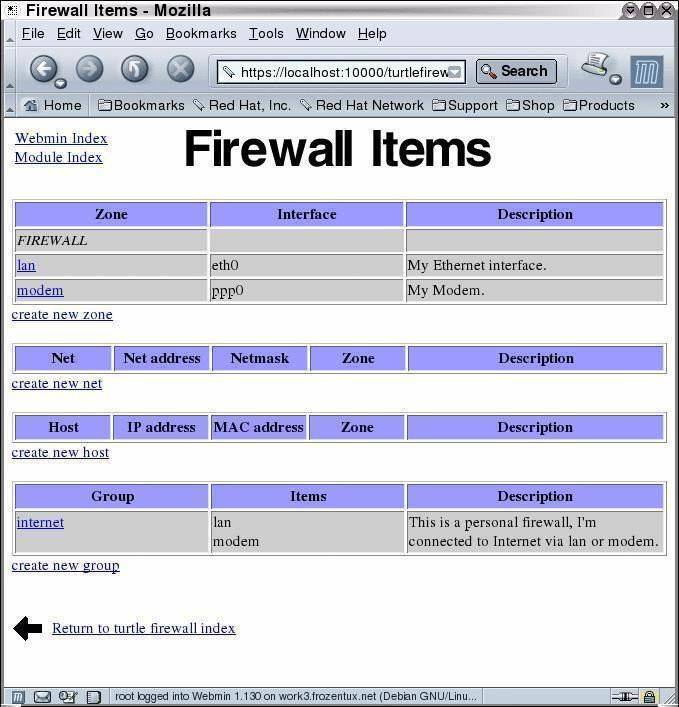 Firewall Items - Mozilla
File Edit View Go Bookmarks Tools Window Help
https://localhost:10000/turtlefirew Search
Home Bookmarks Red Hat, Inc. Red Hat Network Support Shop Products »
Webmin Index
Module Index
Firewall Items
Zone Interface Description
FIREWALL
lan eth0 My Ethernet interface.
modem ppp0 My Modem.
create new zone
Net Net address Netmask Zone Description
create new net
Host IP address MAC address Zone Description
create new host
Group Items Description
internet lan This is a personal firewall, I'm
modem connected to Internet via lan or modem.
create new group
Return to turtle firewall index
root logged into Webmin 1.130 on work3.frozentux.net (Debian GNU/Linu...